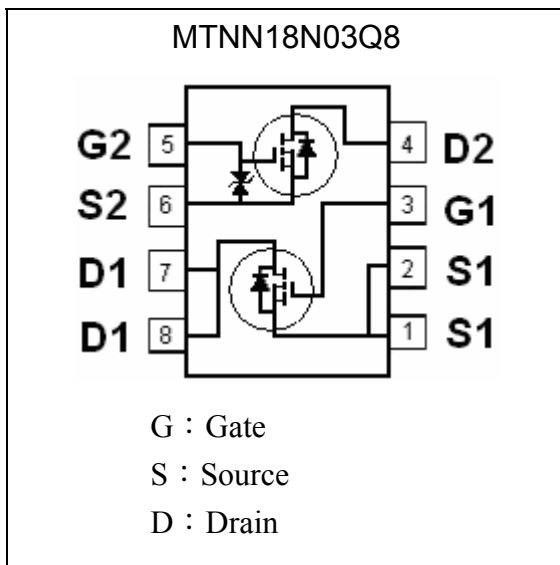 MTNN18N03Q8
G2 5 4 D2
S2 6 3 G1
D1 7 2 S1
D1 8 1 S1
G：Gate
S：Source
D：Drain